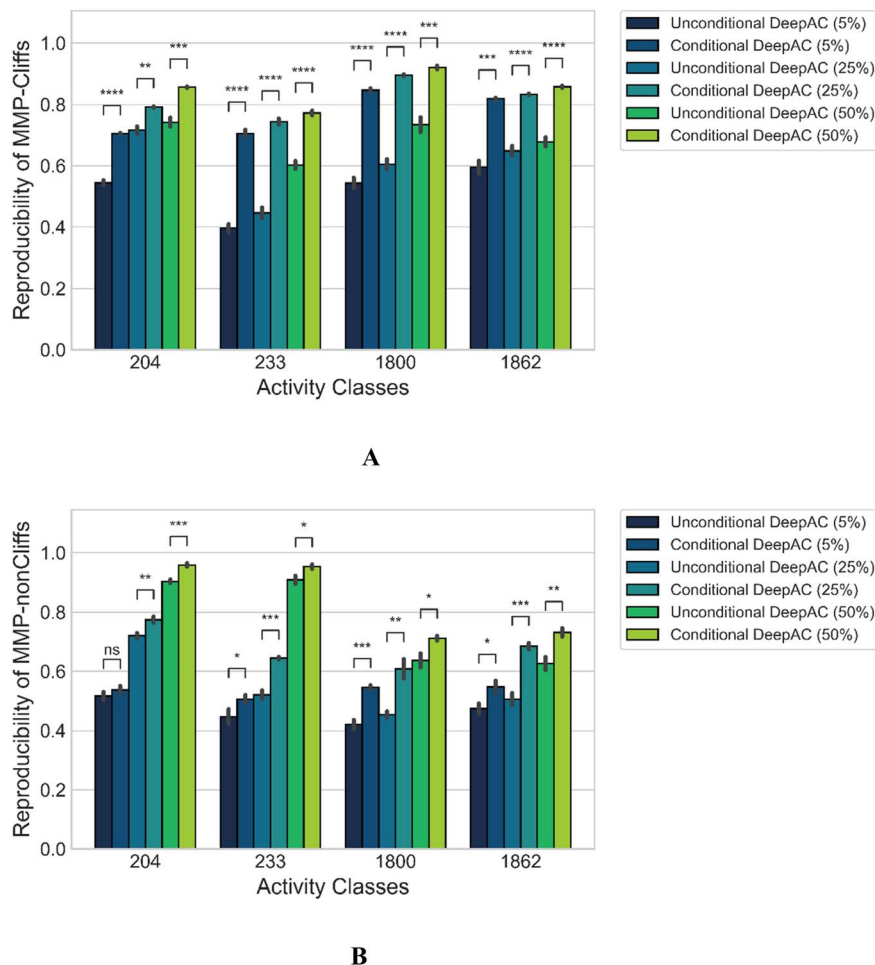 Reproducibility of MMP-Cliffs
1.0
0.8
0.6
0.4
0.2
0.0
**** ** *** **** **** **** **** **** *** *** **** ****
204 233 1800 1862
Activity Classes
Unconditional DeepAC (5%)
Conditional DeepAC (5%)
Unconditional DeepAC (25%)
Conditional DeepAC (25%)
Unconditional DeepAC (50%)
Conditional DeepAC (50%)
A
Reproducibility of MMP-nonCliffs
1.0
0.8
0.6
0.4
0.2
0.0
ns ** *** * *** * *** ** * * *** **
204 233 1800 1862
Activity Classes
Unconditional DeepAC (5%)
Conditional DeepAC (5%)
Unconditional DeepAC (25%)
Conditional DeepAC (25%)
Unconditional DeepAC (50%)
Conditional DeepAC (50%)
B